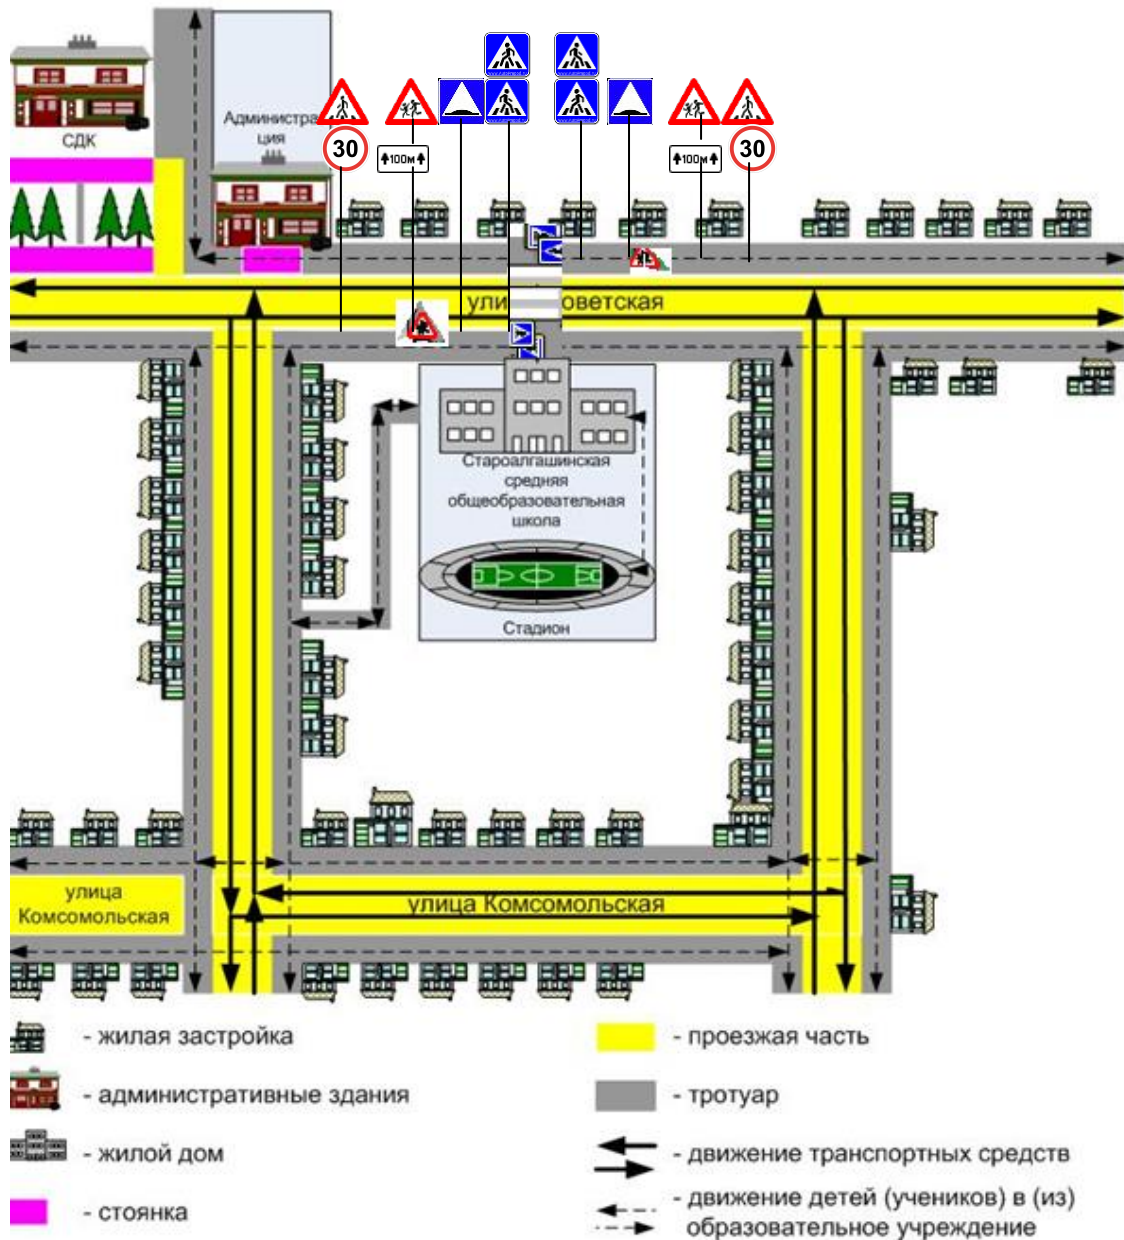 СДК
Администра
ция
30
100м
100м
30
улиц
оветская
Староалгашинская
средняя
общеобразовательная
школа
Стадион
улица
Комсомольская
улица Комсомольская
- жилая застройка
- административные здания
- жилой дом
- стоянка
- проезжая часть
- тротуар
- движение транспортных средств
- движение детей (учеников) в (из)
образовательное учреждение